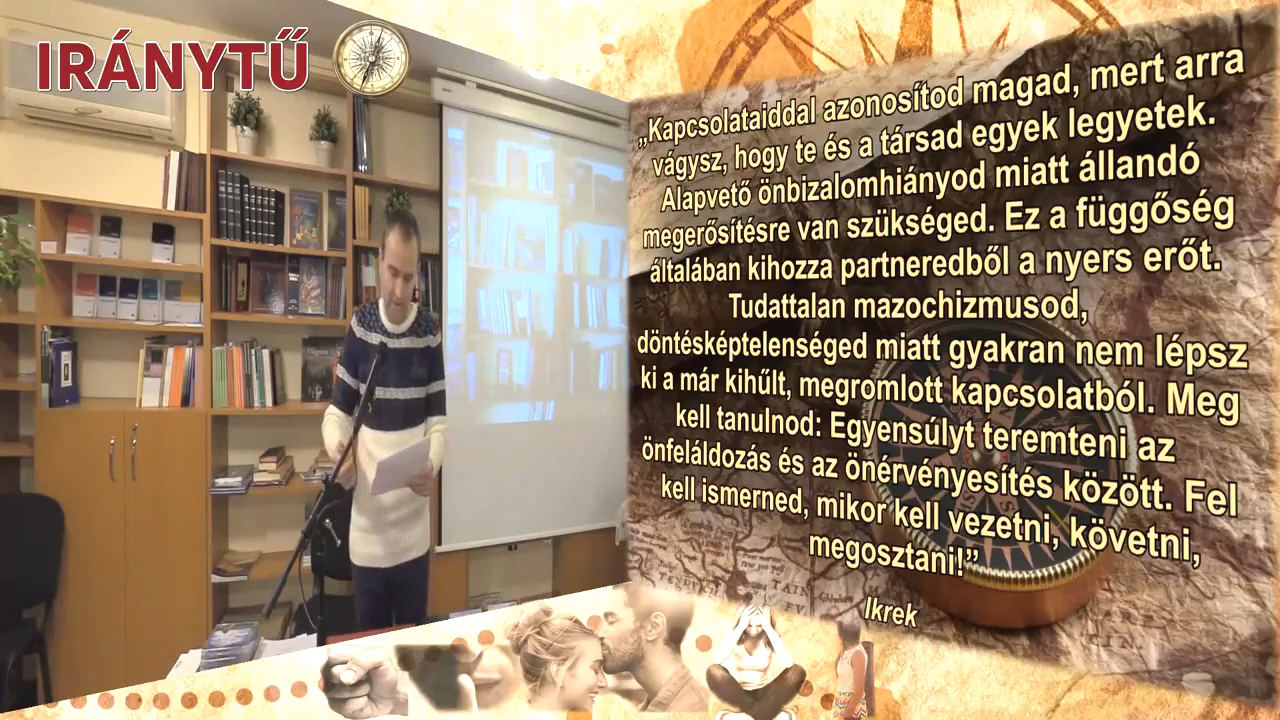 IRÁNYTŰ
„Kapcsolataiddal azonosítod magad, mert arra
vágysz, hogy te és a társad egyek legyetek.
Alapvető önbizalomhiányod miatt állandó
megerősítésre van szükséged. Ez a függőség
általában kihozza partneredből a nyers erőt.
Tudattalan mazochizmusod,
döntésképtelenséged miatt gyakran nem lépsz
ki a már kihűlt, megromlott kapcsolatból. Meg
kell tanulnod: Egyensúlyt teremteni az
önfeláldozás és az önérvényesítés között. Fel
kell ismerned, mikor kell vezetni, követni,
megosztani!”
Ikrek